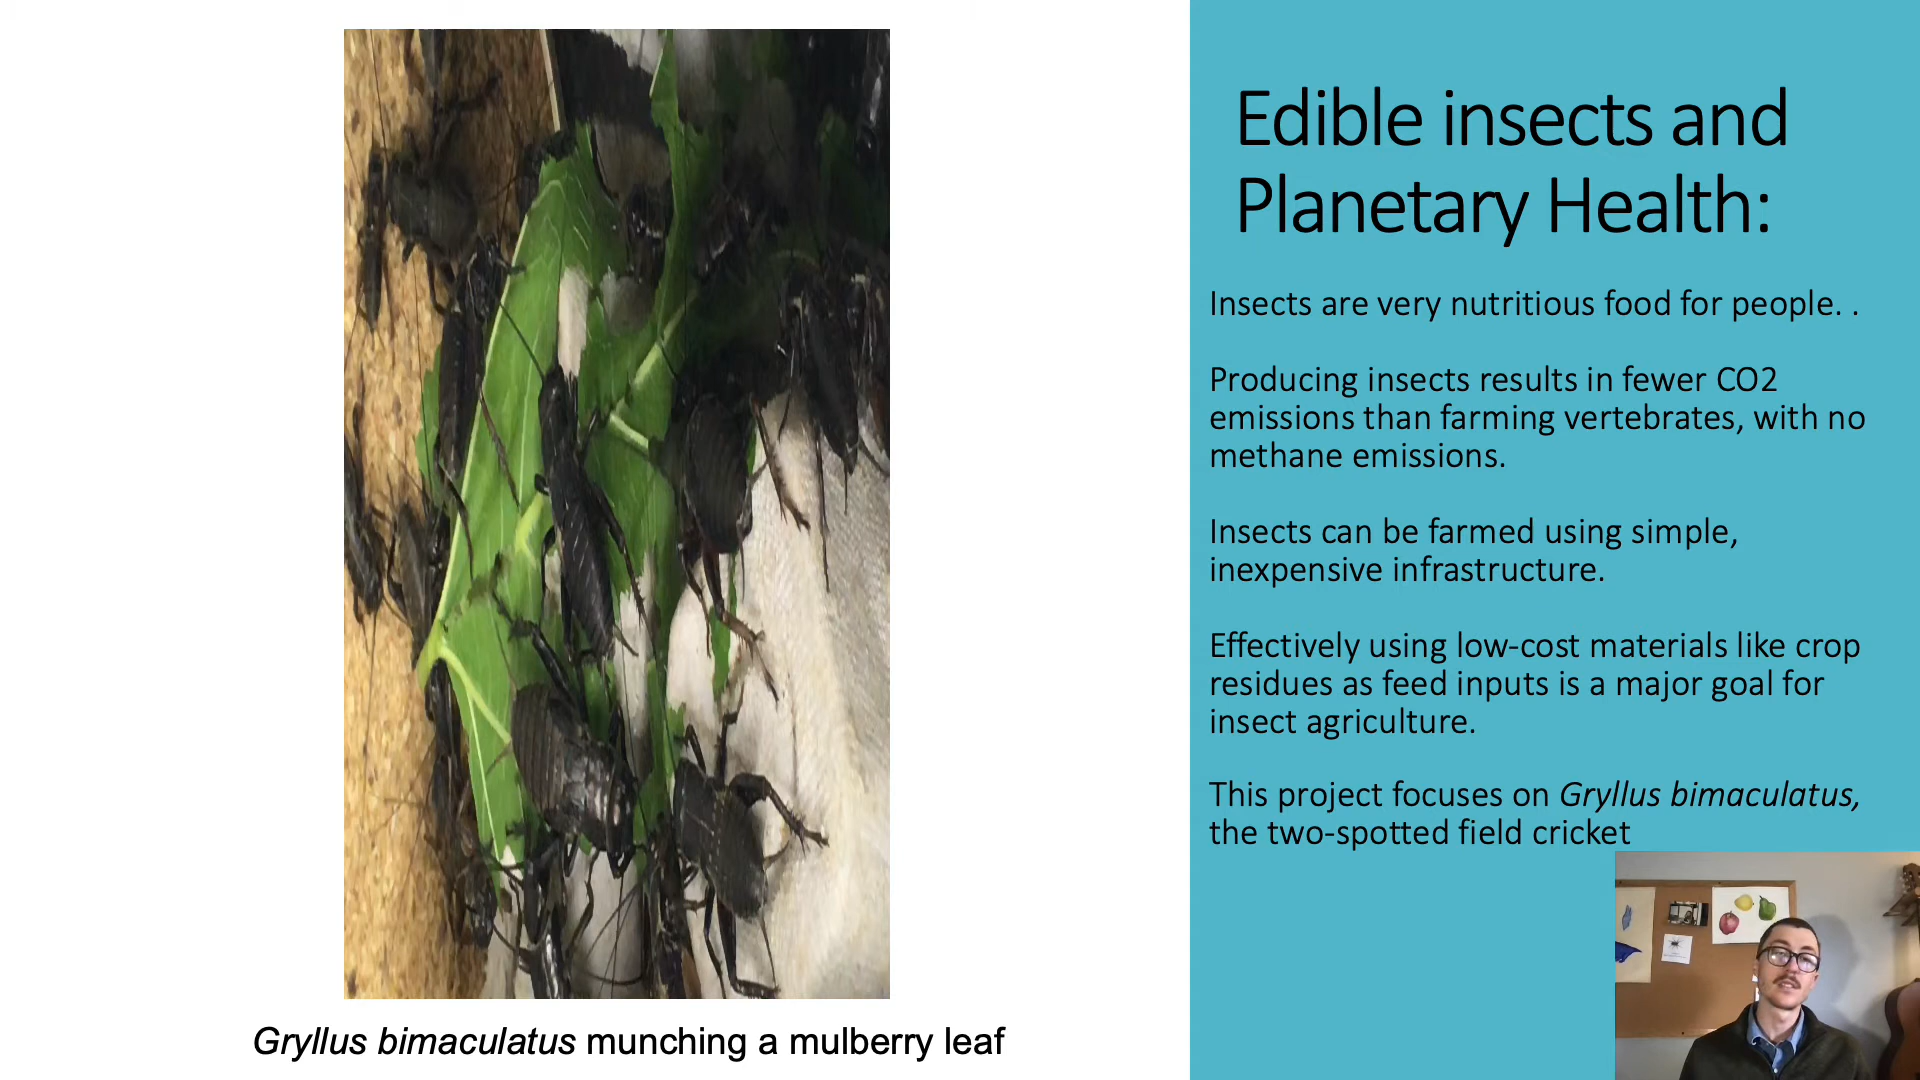 Edible insects and
Planetary Health:
Insects are very nutritious food for people. .
Producing insects results in fewer CO2
emissions than farming vertebrates, with no
methane emissions.
Insects can be farmed using simple,
inexpensive infrastructure.
Effectively using low-cost materials like crop
residues as feed inputs is a major goal for
insect agriculture.
This project focuses on Gryllus bimaculatus,
the two-spotted field cricket
Gryllus bimaculatus munching a mulberry leaf